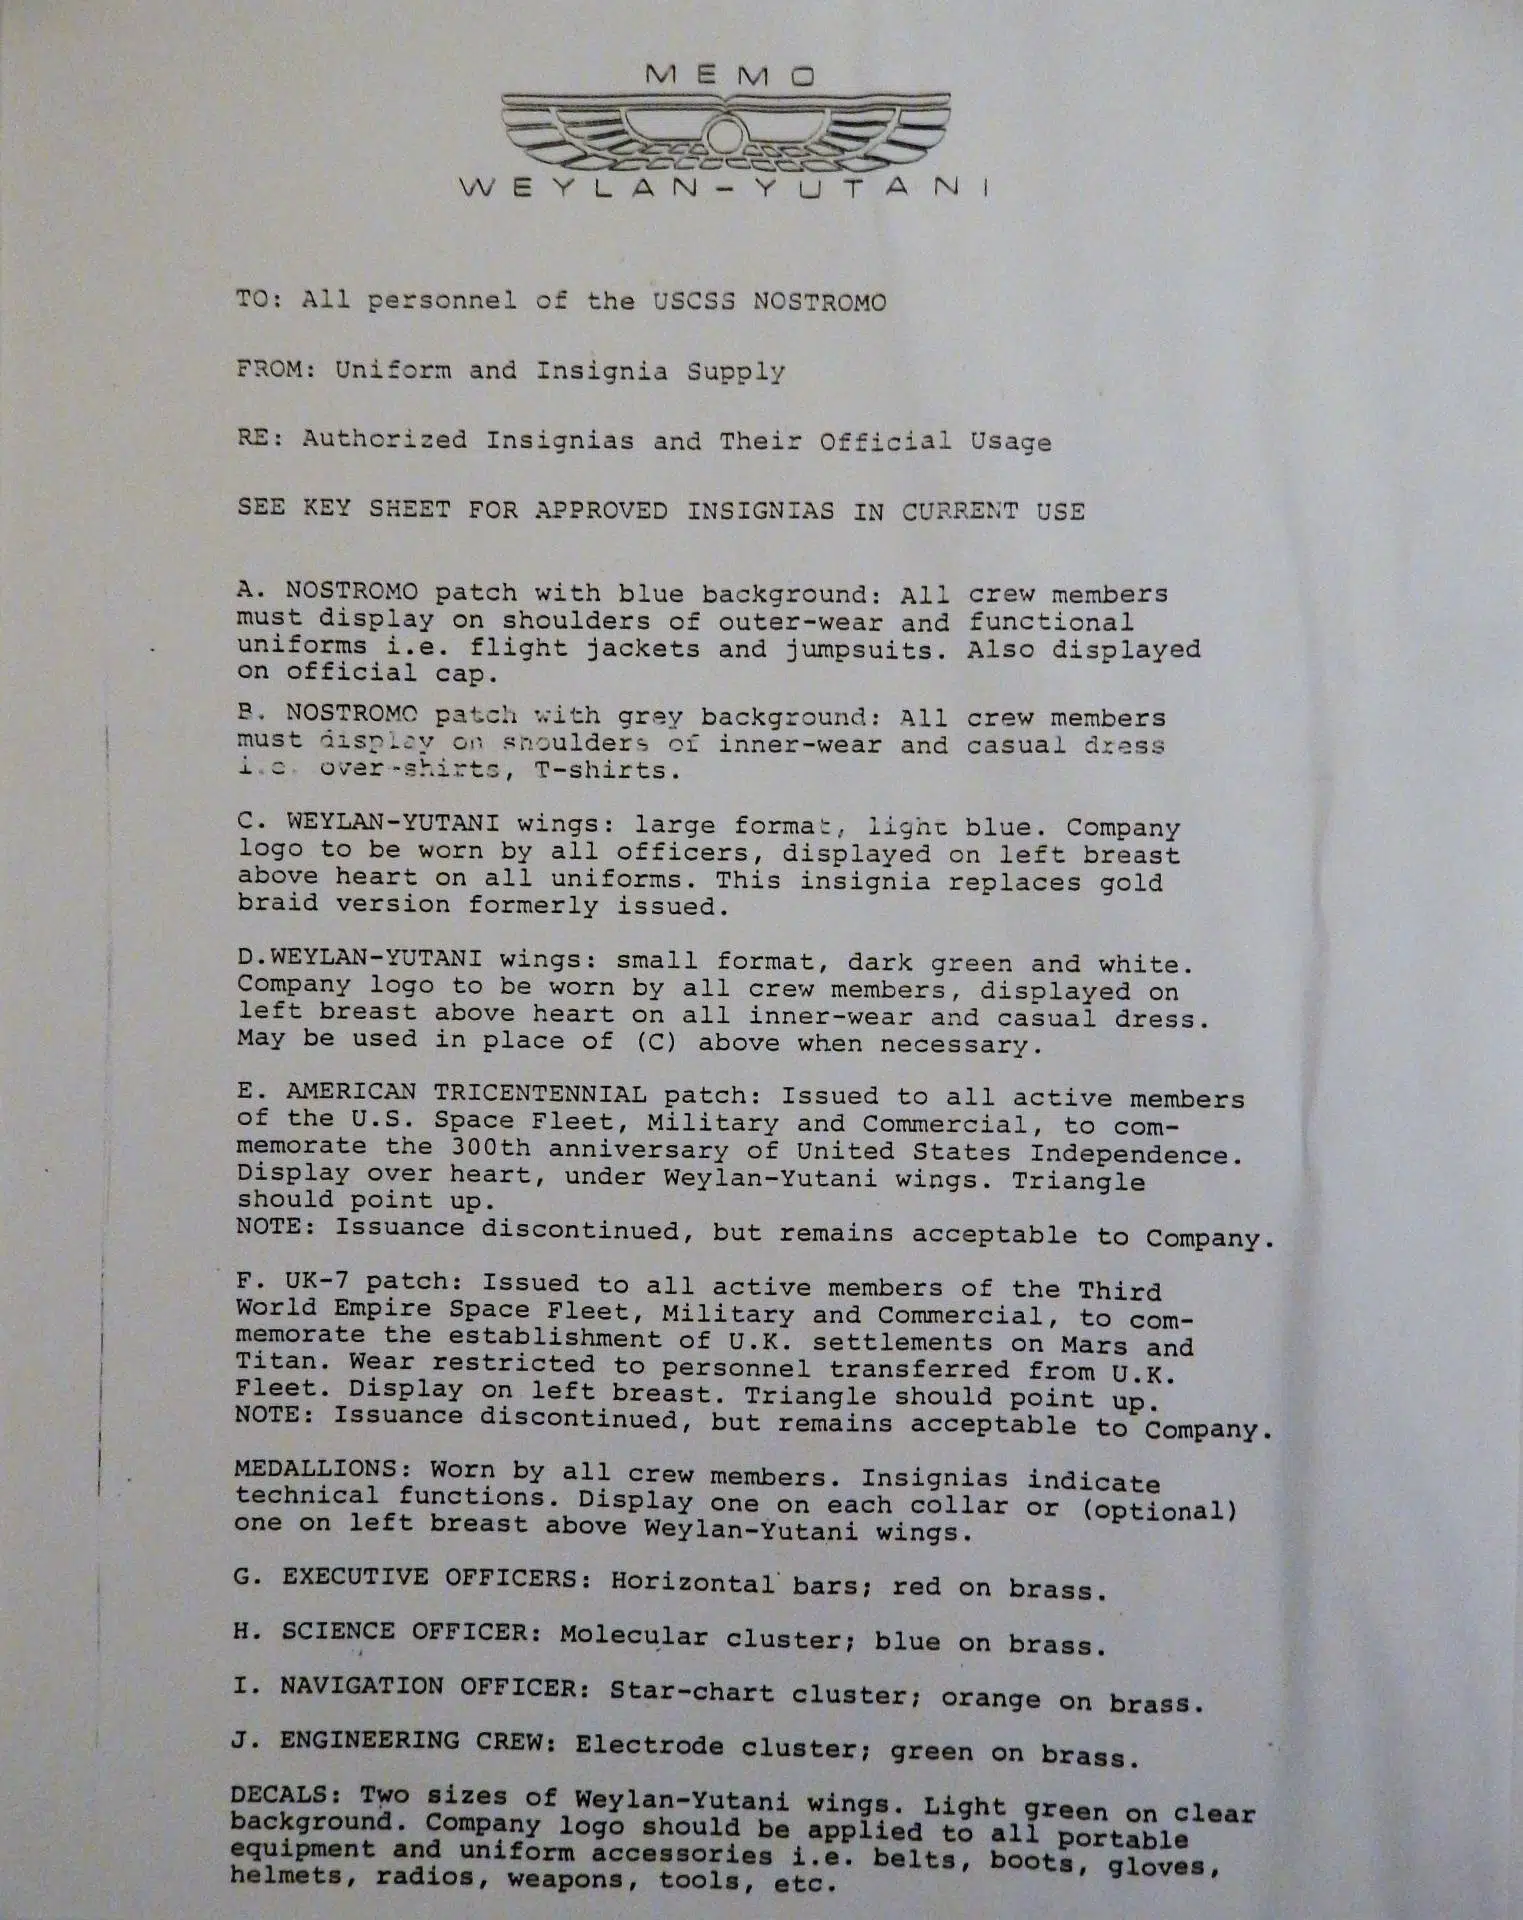 MEMO
WEYLAN-YUTANI
TO: All personnel of the USCSS NOSTROMO
FROM: Uniform and Insignia Supply
RE: Authorized Insignias and Their Official Usage
SEE KEY SHEET FOR APPROVED INSIGNIAS IN CURRENT USE
A. NOSTROMO patch with blue background: All crew members
must display on shoulders of outer-wear and functional
uniforms i.e. flight jackets and jumpsuits. Also displayed
on official cap.
B. NOSTROMO patch with grey background: All crew members
must display on shoulders of inner-wear and casual dress
i.e. over-shirts, T-shirts.
C. WEYLAN-YUTANI wings: large format, light blue. Company
logo to be worn by all officers, displayed on left breast
above heart on all uniforms. This insignia replaces gold
braid version formerly issued.
D.WEYLAN-YUTANI wings: small format, dark green and white.
Company logo to be worn by all crew members, displayed on
left breast above heart on all inner-wear and casual dress.
May be used in place of (C) above when necessary.
E. AMERICAN TRICENTENNIAL patch: Issued to all active members
of the U.S. Space Fleet, Military and Commercial, to com-
memorate the 300th anniversary of United States Independence.
Display over heart, under Weylan-Yutani wings. Triangle
should point up.
NOTE: Issuance discontinued, but remains acceptable to Company.
F. UK-7 patch: Issued to all active members of the Third
World Empire Space Fleet, Military and Commercial, to com-
memorate the establishment of U.K. settlements on Mars and
Titan. Wear restricted to personnel transferred from U.K.
Fleet. Display on left breast. Triangle should point up.
NOTE: Issuance discontinued, but remains acceptable to Company.
MEDALLIONS: Worn by all crew members. Insignias indicate
technical functions. Display one on each collar or (optional)
one on left breast above Weylan-Yutani wings.
G. EXECUTIVE OFFICERS: Horizontal bars; red on brass.
H. SCIENCE OFFICER: Molecular cluster; blue on brass.
I. NAVIGATION OFFICER: Star-chart cluster; orange on brass.
J. ENGINEERING CREW: Electrode cluster; green on brass.
DECALS: Two sizes of Weylan-Yutani wings. Light green on clear
background. Company logo should be applied to all portable
equipment and uniform accessories i.e. belts, boots, gloves,
helmets, radios, weapons, tools, etc.